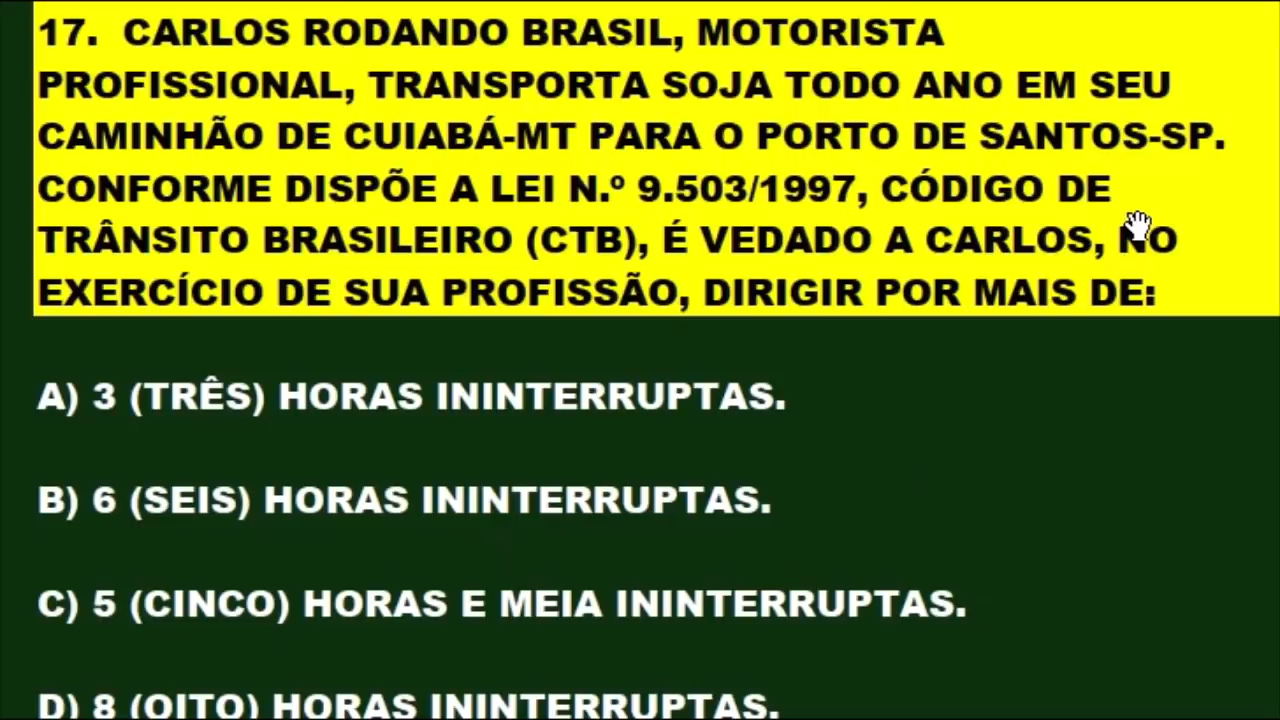 17. CARLOS RODANDO BRASIL, MOTORISTA
PROFISSIONAL, TRANSPORTA SOJA TODO ANO EM SEU
CAMINHÃO DE CUIABÁ-MT PARA O PORTO DE SANTOS-SP.
CONFORME DISPÕE A LEI N.º 9.503/1997, CÓDIGO DE
TRÂNSITO BRASILEIRO (CTB), É VEDADO A CARLOS, NO
EXERCÍCIO DE SUA PROFISSÃO, DIRIGIR POR MAIS DE:
A) 3 (TRÊS) HORAS ININTERRUPTAS.
B) 6 (SEIS) HORAS ININTERRUPTAS.
C) 5 (CINCO) HORAS E MEIA ININTERRUPTAS.
D) 8 (OITO) HORAS ININTERRUPTAS.